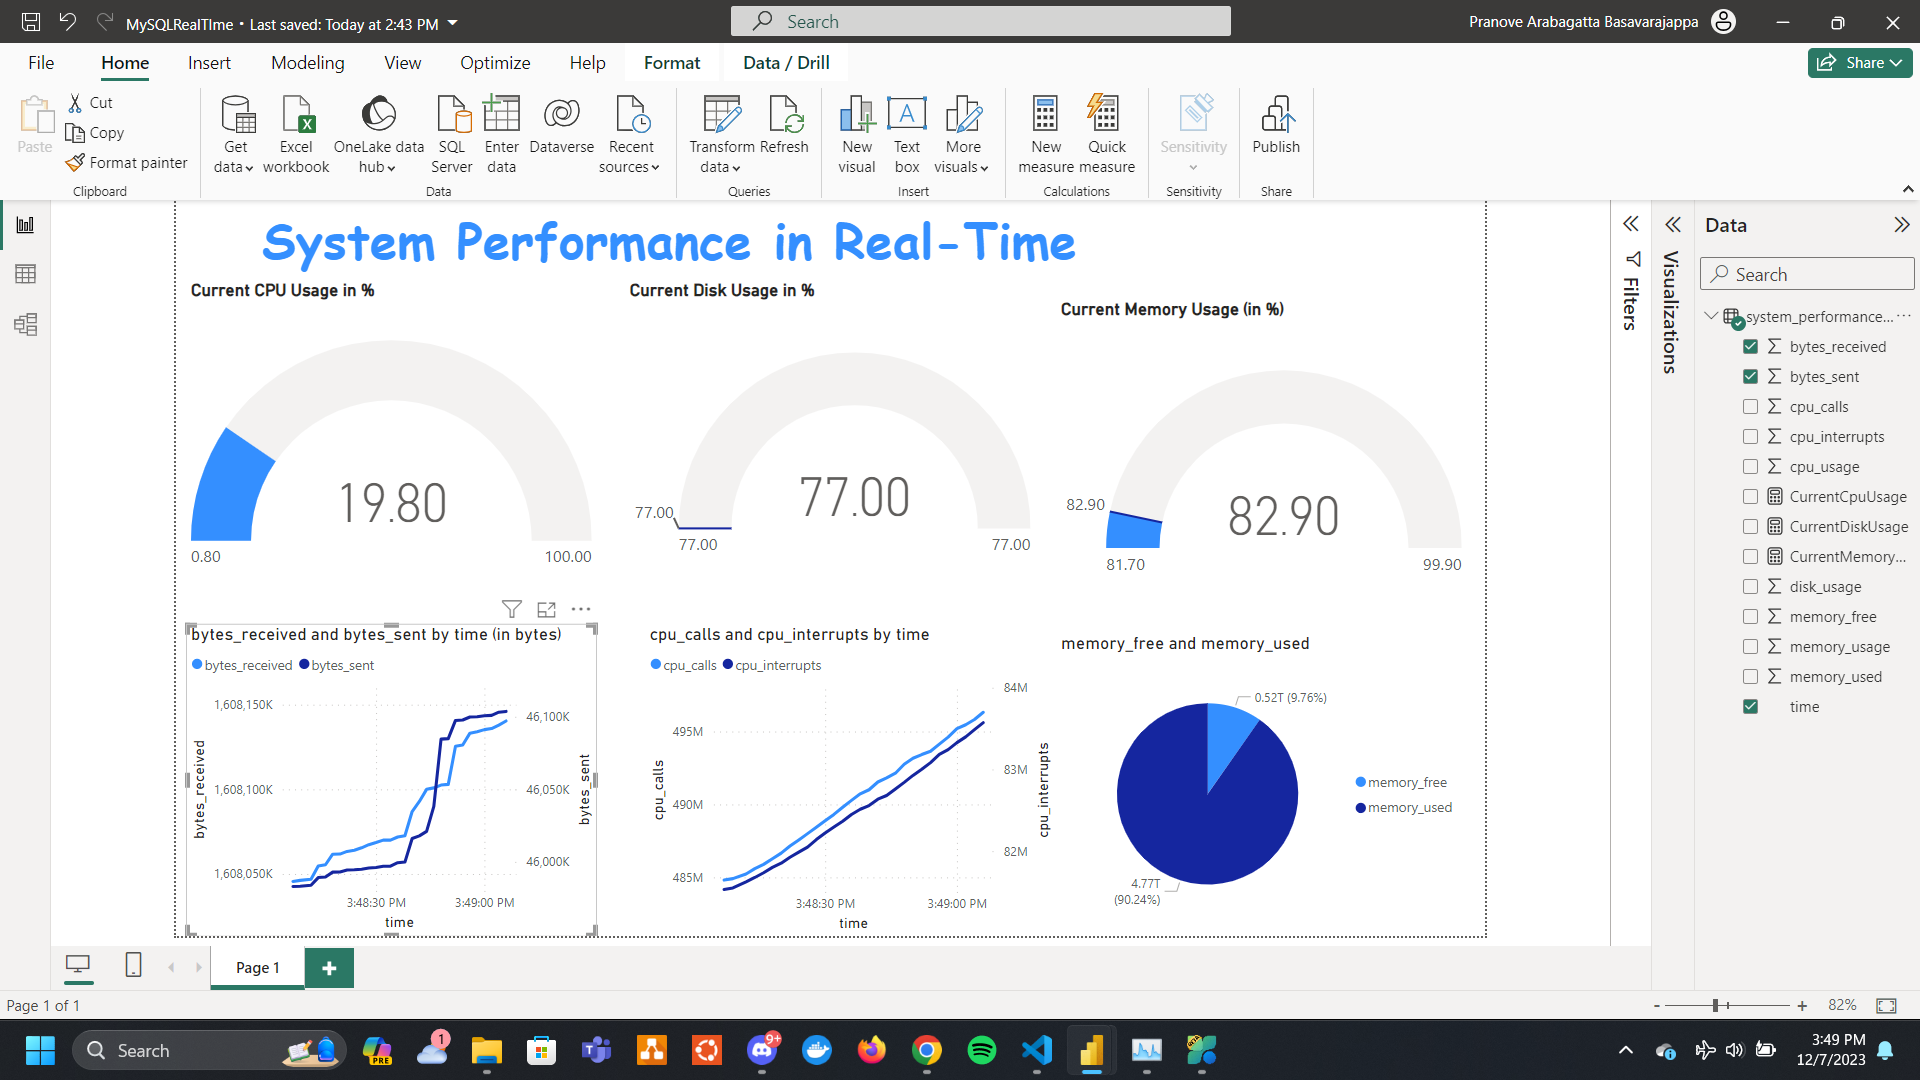 MySQLRealTIme • Last saved: Today at 2:43 PM
Search
Pranove Arabagatta Basavarajappa
File
Home
Insert
Modeling
View
Optimize
Help
Format
Data / Drill
Share
Paste
Cut
Copy
Format painter
Clipboard
Get data
Excel workbook
OneLake data hub
SQL Server
Enter data
Dataverse
Recent sources
Data
Transform data
Refresh
Queries
New visual
Text box
More visuals
Insert
New measure
Quick measure
Calculations
Sensitivity
Sensitivity
Publish
Share
System Performance in Real-Time
Current CPU Usage in %
19.80
0.80
100.00
Current Disk Usage in %
77.00
77.00
77.00
77.00
Current Memory Usage (in %)
82.90
82.90
81.70
99.90
bytes_received and bytes_sent by time (in bytes)
bytes_received
bytes_sent
1,608,150K
1,608,100K
1,608,050K
46,100K
46,050K
46,000K
bytes_received
bytes_sent
3:48:30 PM
3:49:00 PM
time
cpu_calls and cpu_interrupts by time
cpu_calls
cpu_interrupts
495M
490M
485M
84M
83M
82M
cpu_calls
cpu_interrupts
3:48:30 PM
3:49:00 PM
time
memory_free and memory_used
0.52T (9.76%)
4.77T
(90.24%)
memory_free
memory_used
Filters
Visualizations
Data
Search
system_performance...
bytes_received
bytes_sent
cpu_calls
cpu_interrupts
cpu_usage
CurrentCpuUsage
CurrentDiskUsage
CurrentMemory...
disk_usage
memory_free
memory_usage
memory_used
time
Page 1
Page 1 of 1
82%
Search
PRE
1
9+
3:49 PM
12/7/2023